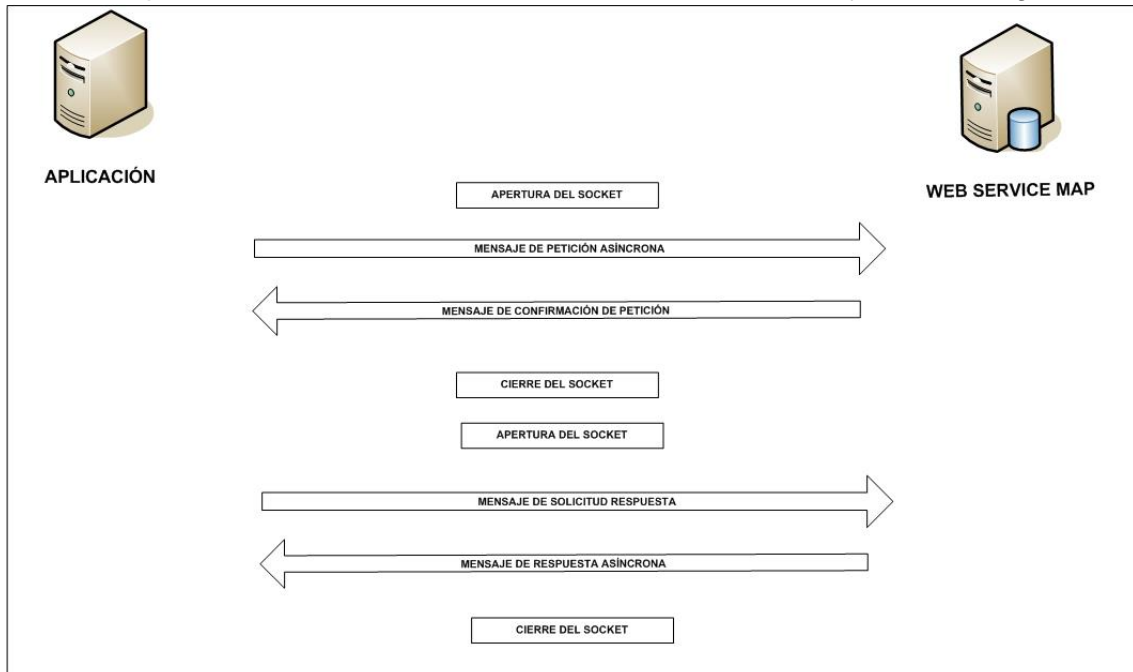 APLICACIÓN
WEB SERVICE MAP
APERTURA DEL SOCKET
MENSAJE DE PETICIÓN ASÍNCRONA
MENSAJE DE CONFIRMACIÓN DE PETICIÓN
CIERRE DEL SOCKET
APERTURA DEL SOCKET
MENSAJE DE SOLICITUD RESPUESTA
MENSAJE DE RESPUESTA ASÍNCRONA
CIERRE DEL SOCKET